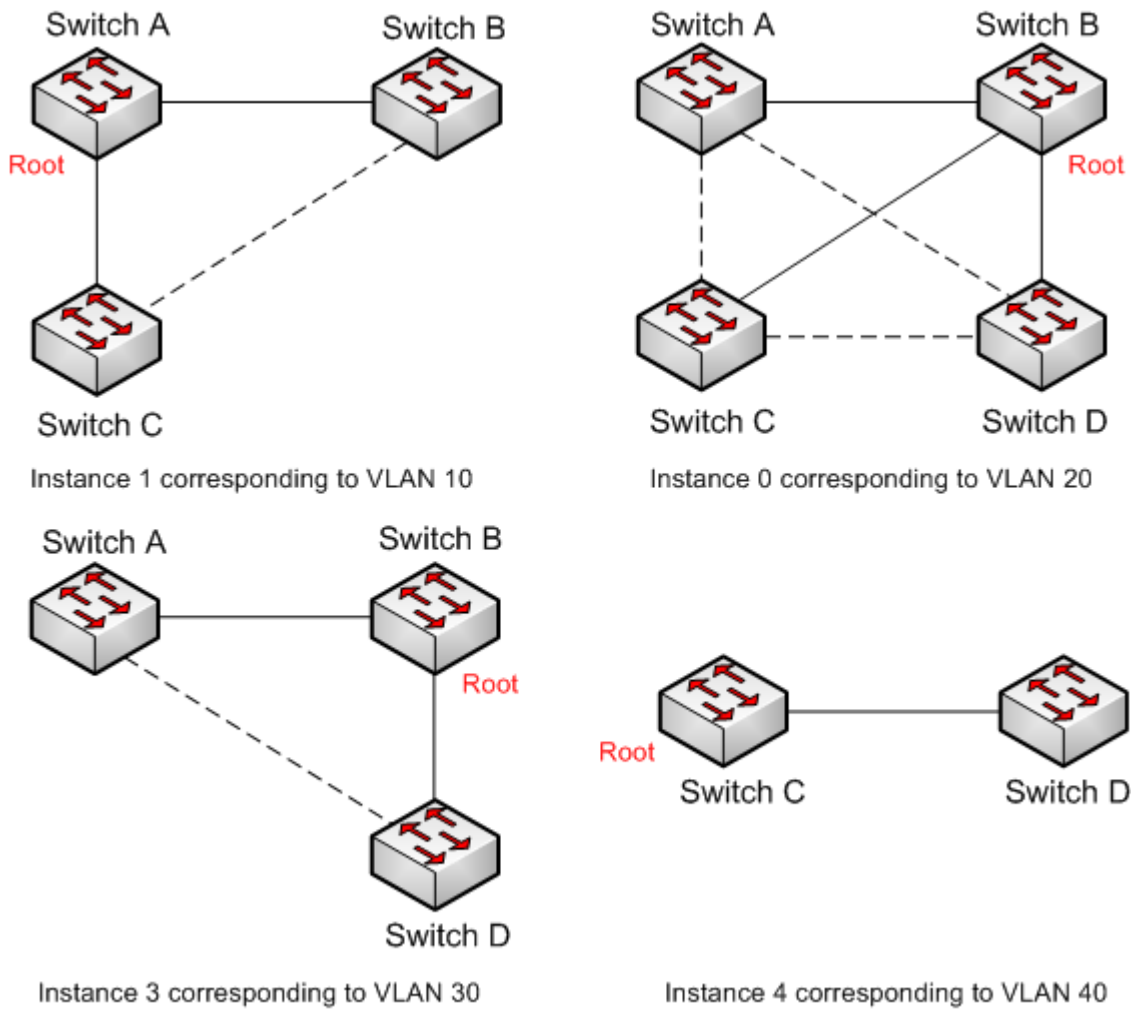 Switch A
Switch B
Root
Switch C
Instance 1 corresponding to VLAN 10
Switch A
Switch B
Root
Switch C
Switch D
Instance 0 corresponding to VLAN 20
Switch A
Switch B
Root
Switch D
Instance 3 corresponding to VLAN 30
Root
Switch C
Switch D
Instance 4 corresponding to VLAN 40